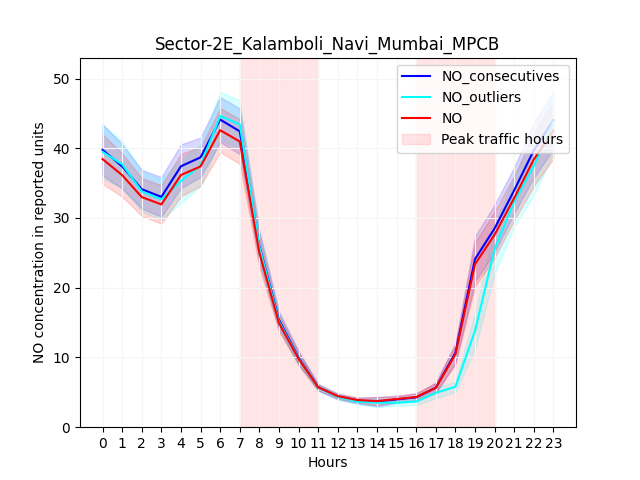 Sector-2E_Kalamboli_Navi_Mumbai_MPCB
NO concentration in reported units
50
40
30
20
10
0
NO_consecutives
NO_outliers
NO
Peak traffic hours
0 1 2 3 4 5 6 7 8 9 10 11 12 13 14 15 16 17 18 19 20 21 22 23
Hours